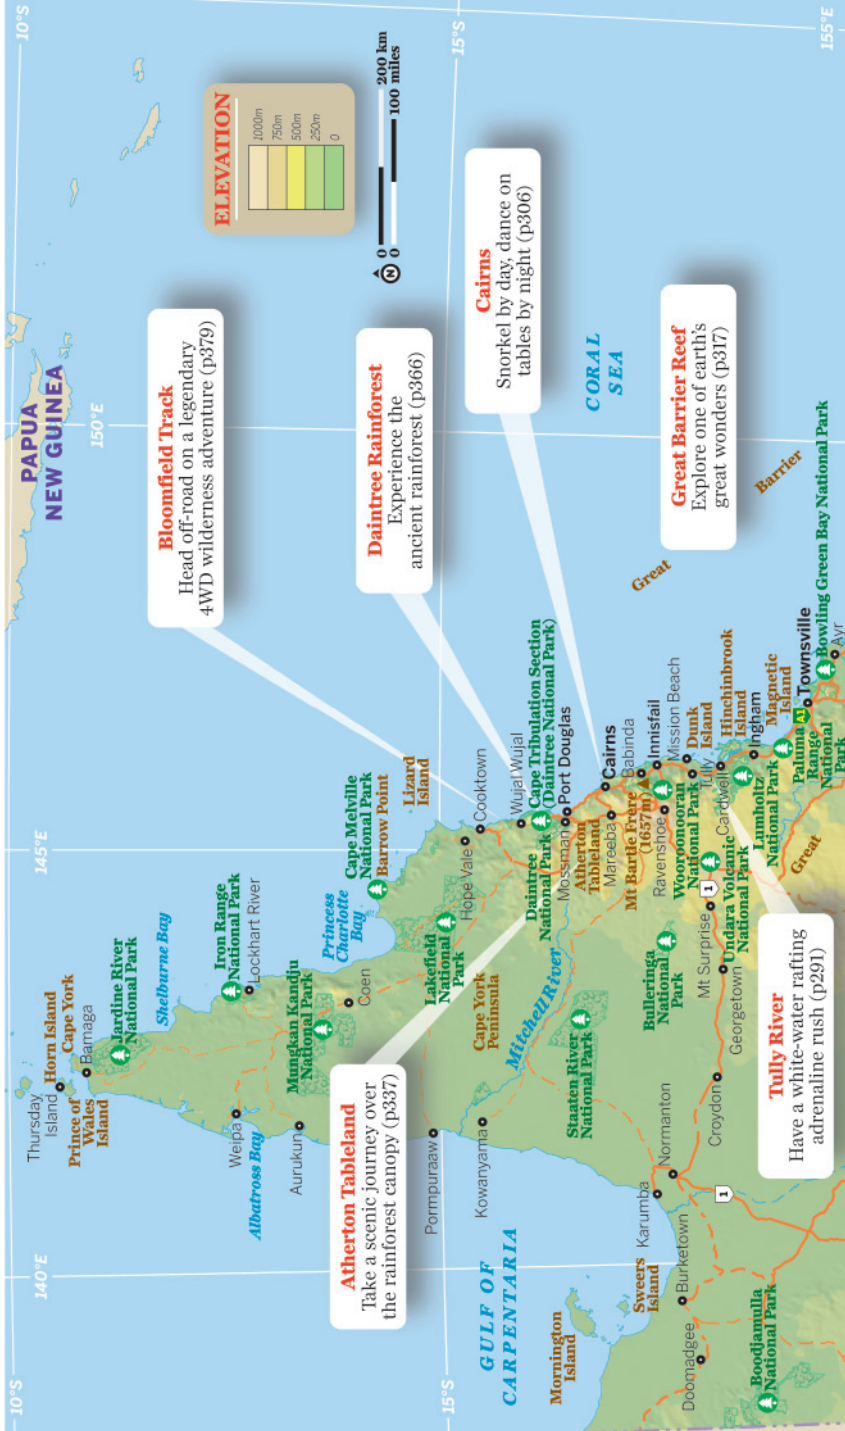 10°S
140°E
Thursday
Island
Horn Island
Cape York
Prince of
Wales
Island
Bamaga
Jardine River
National Park
Shelburne Bay
PAPUA
NEW GUINEA
150°E
10°S
Weipa
Albatross Bay
Aurukun
Iron Range
National Park
Lockhart River
Mungkan Kandju
National Park
Coen
Princess
Charlotte
Bay
145°E
Cape Melville
National Park
Barrow Point
Lizard
Island
Bloomfield Track
Head off-road on a legendary
4WD wilderness adventure (p379)
ELEVATION
1000m
750m
500m
250m
0
N
0
200 km
0
100 miles
Atherton Tableland
Take a scenic journey over
the rainforest canopy (p337)
Pormpuraaw
Kowanyama
Lakefield
National
Park
Cape York
Peninsula
Mitchell River
Hope Vale
Cooktown
Wujal Wujal
Daintree Rainforest
Experience the
ancient rainforest (p366)
15°S
15°S
GULF OF
CARPENTARIA
Staaten River
National Park
Daintree
National Park
Cape Tribulation Section
(Daintree National Park)
Mossman
Port Douglas
Cairns
Snorkel by day, dance on
tables by night (p306)
Mornington
Island
Sweers
Island
Karumba
Normanton
Burketown
Doomadgee
Boodjamulla
National Park
1
Croydon
Georgetown
Bulleringa
National
Park
Mt Surprise
1
Undara Volcanic
National Park
Atherton
Tableland
Mareeba
Cairns
Mt Bartle Frere
(1657m)
Babinda
Ravenshoe
Innisfail
Wooroonooran
National Park
Mission Beach
Dunk
Island
Tully
Cardwell
Hinchinbrook
Island
Lumholtz
National Park
Ingham
Magnetic
Island
Paluma
Range
National
Park
A1
Townsville
Bowling Green Bay National Park
Ayr
Great
Great
Barrier
CORAL
SEA
Great Barrier Reef
Explore one of earth's
great wonders (p317)
Tully River
Have a white-water rafting
adrenaline rush (p291)
155°E